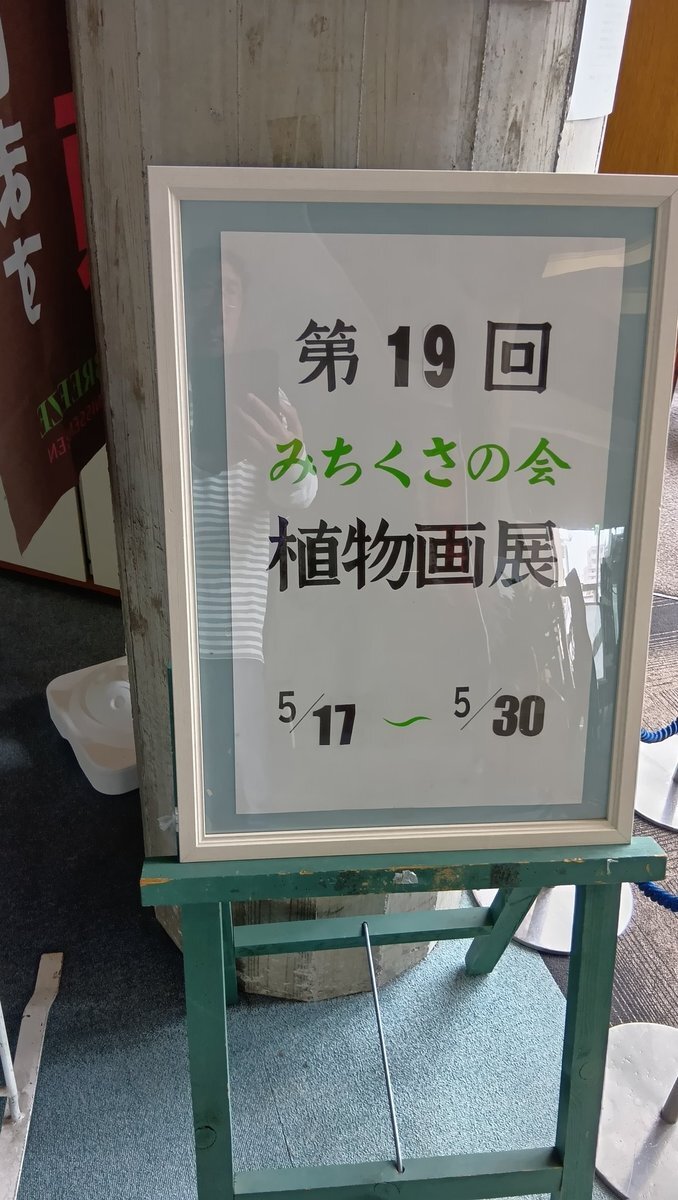 第19回
みちくさの会
植物画展
5/17 〜 5/30